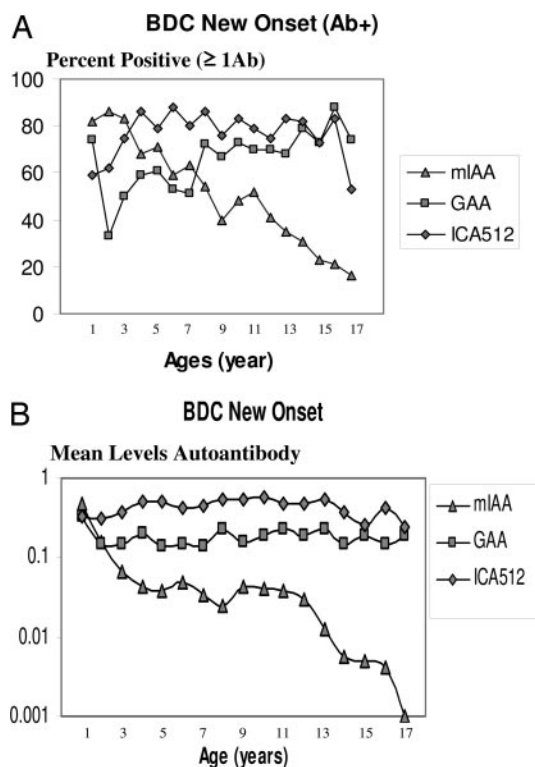 A
BDC New Onset (Ab+)
Percent Positive (≥ 1Ab)
100
80
60
40
20
0
1 3 5 7 9 11 13 15 17
Ages (year)
mIAA
GAA
ICA512
B
BDC New Onset
Mean Levels Autoantibody
1
0.1
0.01
0.001
1 3 5 7 9 11 13 15 17
Age (years)
mIAA
GAA
ICA512